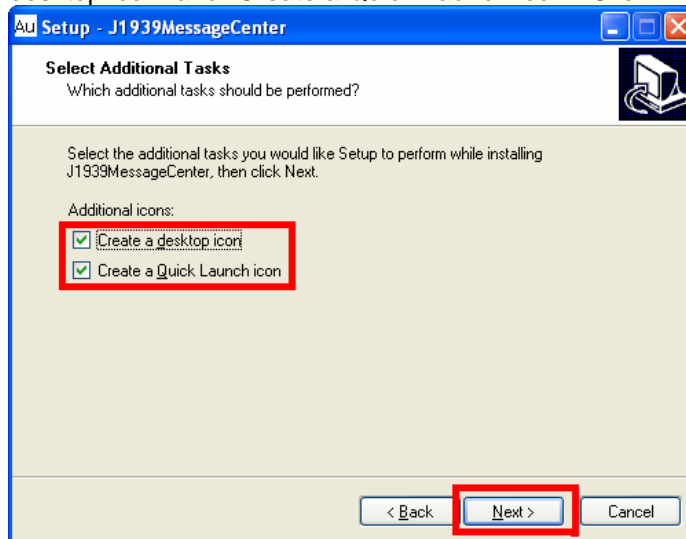 Au Setup - J1939MessageCenter
Select Additional Tasks
Which additional tasks should be performed?
Select the additional tasks you would like Setup to perform while installing
J1939MessageCenter, then click Next.
Additional icons:
Create a desktop icon
Create a Quick Launch icon
< Back Next > Cancel